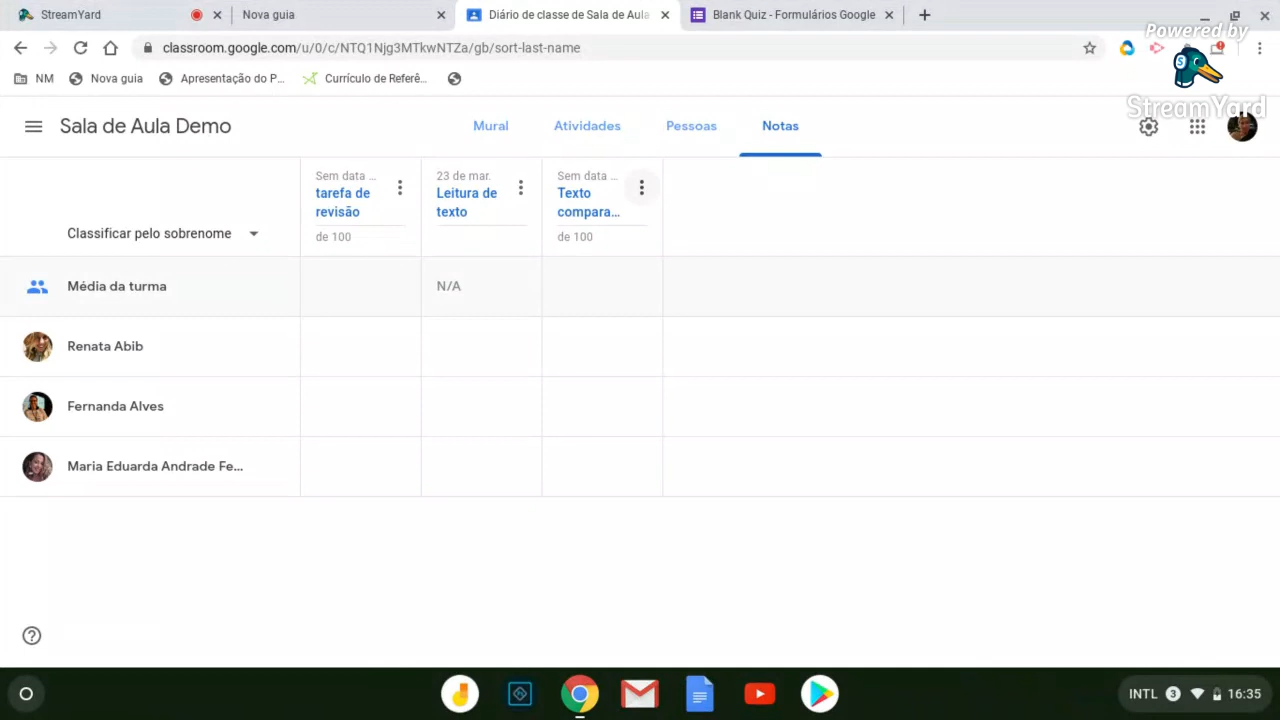 StreamYard
Nova guia
Diário de classe de Sala de Aula
Blank Quiz - Formulários Google
classroom.google.com/u/0/c/NTQ1Njg3MTkwNTZa/gb/sort-last-name
Powered by
StreamYard
NM
Nova guia
Apresentação do P...
Currículo de Referê...
Sala de Aula Demo
Mural
Atividades
Pessoas
Notas
Sem data ...
tarefa de
revisão
de 100
23 de mar.
Leitura de
texto
Sem data ...
Texto
compara...
de 100
Classificar pelo sobrenome
Média da turma
N/A
Renata Abib
Fernanda Alves
Maria Eduarda Andrade Fe...
INTL
3
16:35